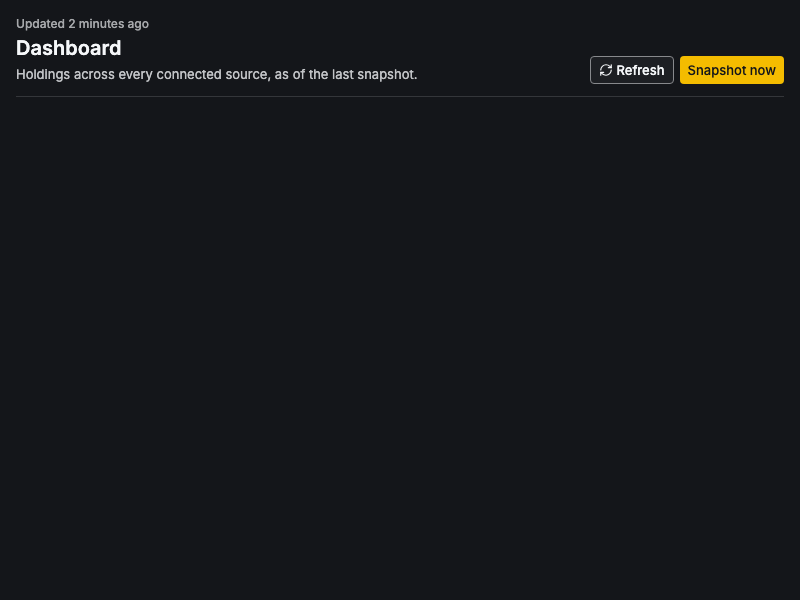 Updated 2 minutes ago
Dashboard
Holdings across every connected source, as of the last snapshot.
Refresh
Snapshot now